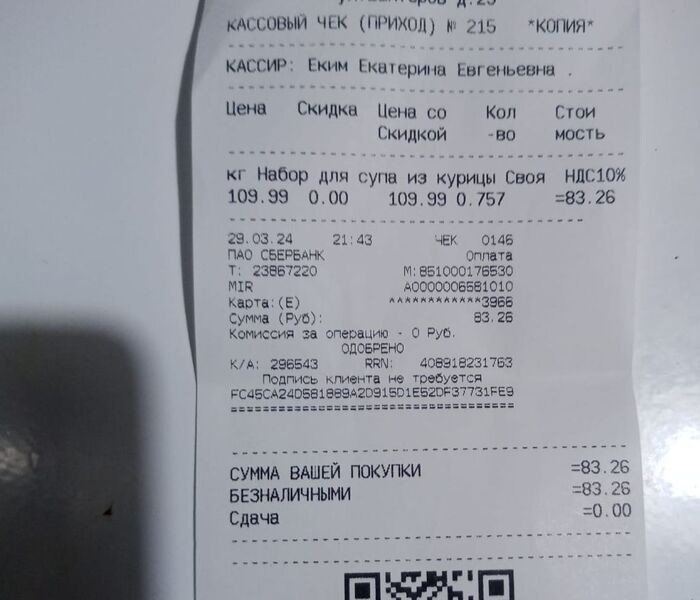 д.25
КАССОВЫЙ ЧЕК (ПРИХОД) № 215 *КОПИЯ*
КАССИР: Еким Екатерина Евгеньевна .
Цена Скидка Цена со Кол Стои
Скидкой -во мость
кг Набор для супа из курицы Своя НДС10%
109.99 0.00 109.99 0.757 =83.26
29.03.24 21:43 ЧЕК 0146
ПАО СБЕРБАНК Оплата
Т: 23867220 М:851000176530
MIR A0000006581010
Карта:(E) ************3966
Сумма (Руб): 83.26
Комиссия за операцию - 0 Руб.
ОДОБРЕНО
К/А: 296543 RRN: 408918231763
Подпись клиента не требуется
FC45CA24D581889A2D915D1E52DF37731FE9
==================================
СУММА ВАШЕЙ ПОКУПКИ =83.26
БЕЗНАЛИЧНЫМИ =83.26
Сдача =0.00